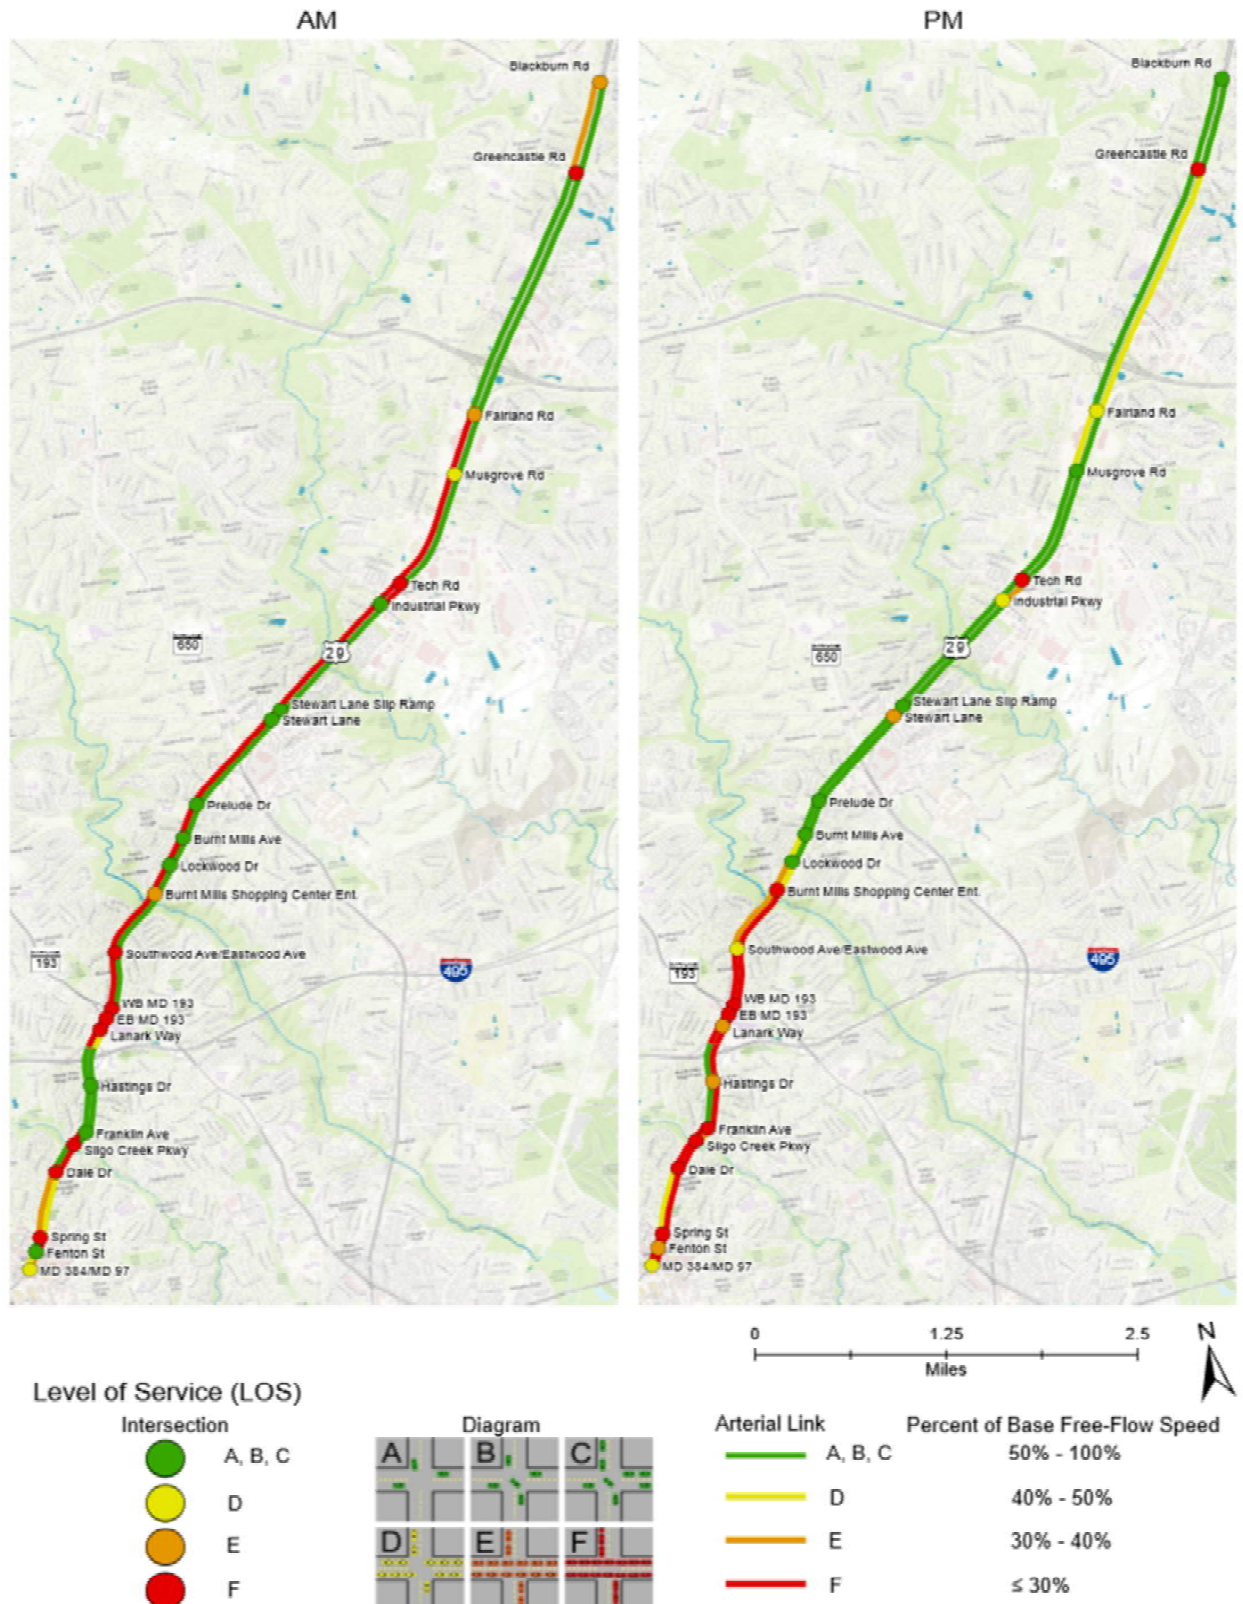 AM
PM
Blackburn Rd
Greencastle Rd
Fairland Rd
Musgrove Rd
Tech Rd
Industrial Pkwy
650
29
Stewart Lane Slip Ramp
Stewart Lane
Prelude Dr
Burnt Mills Ave
Lockwood Dr
Burnt Mills Shopping Center Ent.
Southwood Ave/Eastwood Ave
193
495
WB MD 193
EB MD 193
Lanark Way
Hastings Dr
Franklin Ave
Sligo Creek Pkwy
Dale Dr
Spring St
Fenton St
MD 384/MD 97
Blackburn Rd
Greencastle Rd
Fairland Rd
Musgrove Rd
Tech Rd
Industrial Pkwy
650
29
Stewart Lane Slip Ramp
Stewart Lane
Prelude Dr
Burnt Mills Ave
Lockwood Dr
Burnt Mills Shopping Center Ent.
Southwood Ave/Eastwood Ave
193
495
WB MD 193
EB MD 193
Lanark Way
Hastings Dr
Franklin Ave
Sligo Creek Pkwy
Dale Dr
Spring St
Fenton St
MD 384/MD 97
0 1.25 2.5
Miles
N
Level of Service (LOS)
Intersection
A, B, C
D
E
F
Diagram
A B C
D E F
Arterial Link Percent of Base Free-Flow Speed
A, B, C 50% - 100%
D 40% - 50%
E 30% - 40%
F ≤ 30%